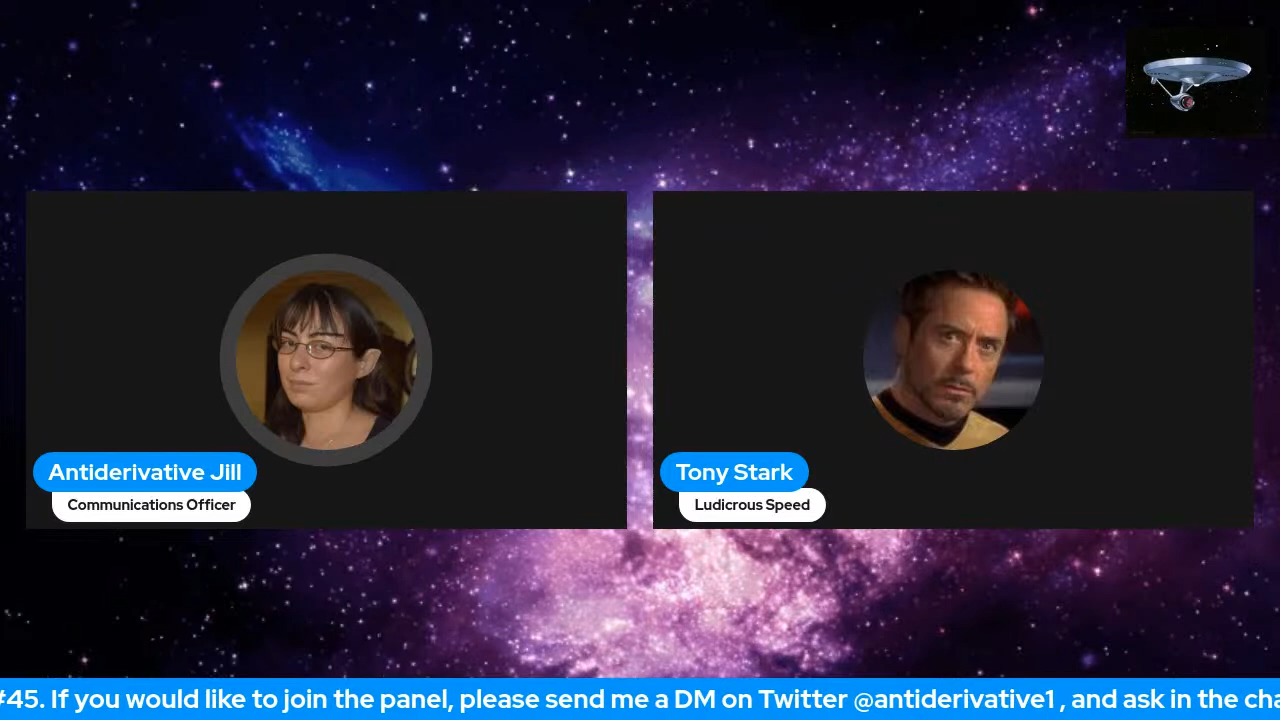 Antiderivative Jill
Communications Officer
Tony Stark
Ludicrous Speed
#45. If you would like to join the panel, please send me a DM on Twitter @antiderivative1 , and ask in the cha